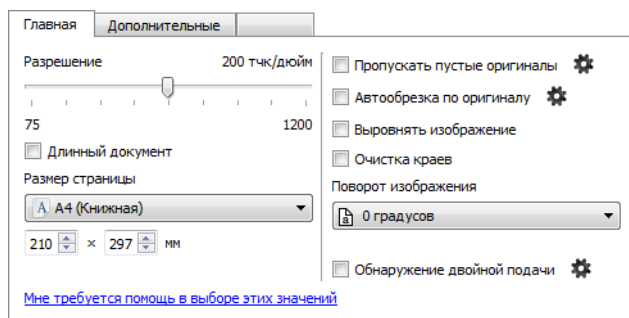 Главная
Дополнительные
Разрешение
200 тчк/дюйм
75
1200
Длинный документ
Размер страницы
A4 (Книжная)
210 × 297 мм
Мне требуется помощь в выборе этих значений
Пропускать пустые оригиналы
Автообрезка по оригиналу
Выровнять изображение
Очистка краев
Поворот изображения
0 градусов
Обнаружение двойной подачи